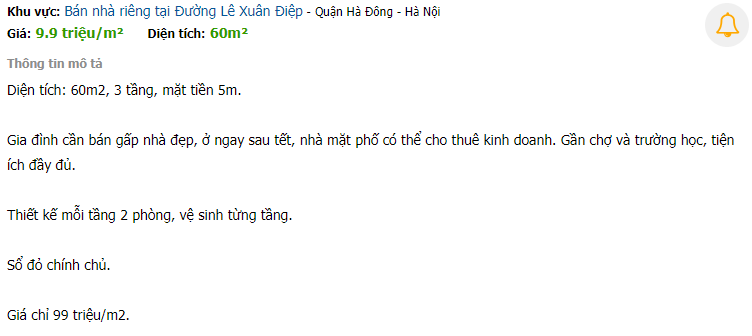 Khu vực: Bán nhà riêng tại Đường Lê Xuân Điệp - Quận Hà Đông - Hà Nội
Giá: 9.9 triệu/m² Diện tích: 60m²
Thông tin mô tả
Diện tích: 60m2, 3 tầng, mặt tiền 5m.
Gia đình cần bán gấp nhà đẹp, ở ngay sau tết, nhà mặt phố có thể cho thuê kinh doanh. Gần chợ và trường học, tiện
ích đầy đủ.
Thiết kế mỗi tầng 2 phòng, vệ sinh từng tầng.
Sổ đỏ chính chủ.
Giá chỉ 99 triệu/m2.